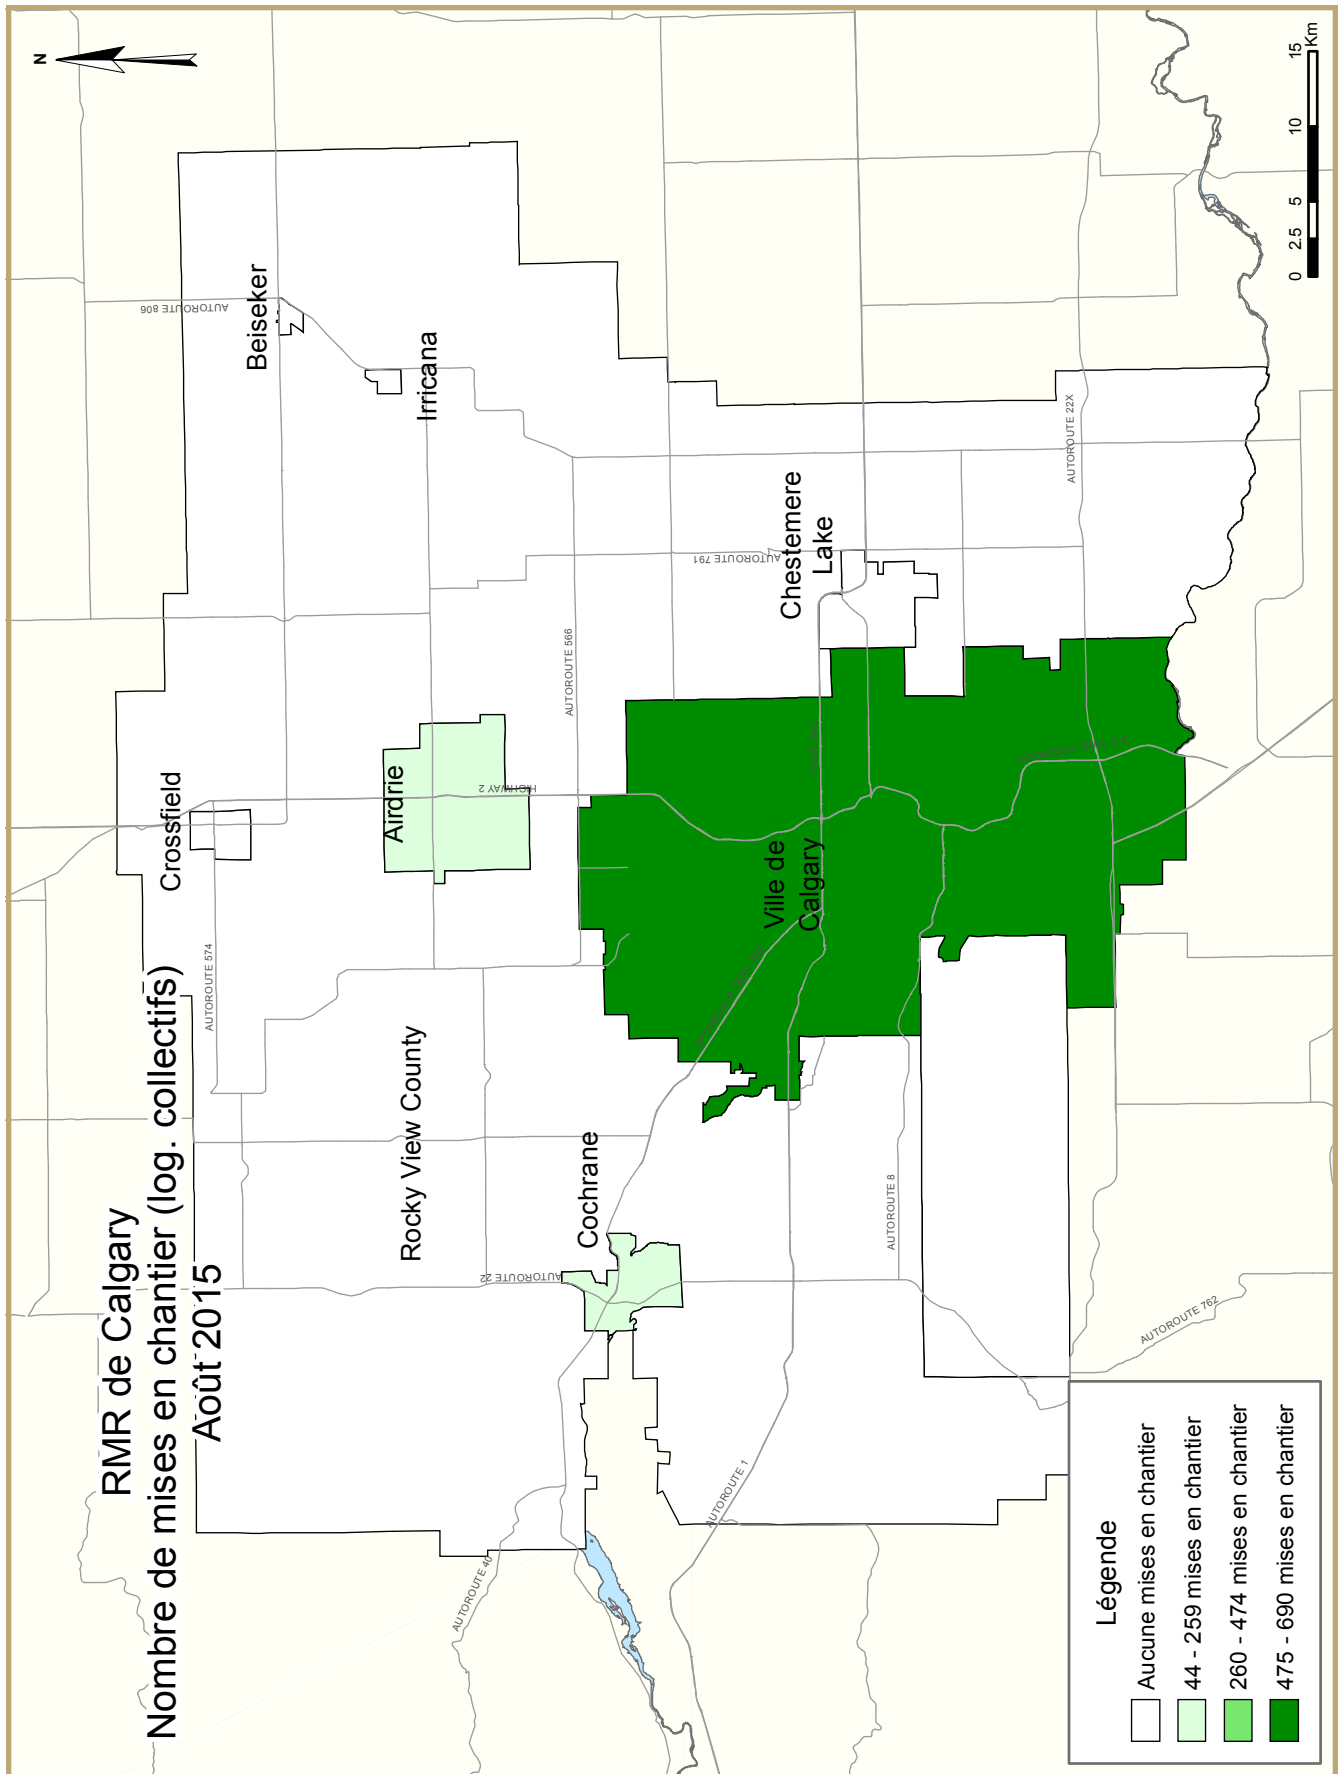 RMR de Calgary
Nombre de mises en chantier (log. collectifs)
Août 2015
N
AUTOROUTE 574
Crossfield
AUTOROUTE 806
Beiseker
Irricana
Airdrie
HIGHWAY 2
AUTOROUTE 566
Rocky View County
AUTOROUTE 22
Cochrane
AUTOROUTE 40
AUTOROUTE 791
Chestemere
Lake
Ville de
Calgary
AUTOROUTE 1
AUTOROUTE 8
AUTOROUTE 22X
AUTOROUTE 762
Légende
Aucune mises en chantier
44 - 259 mises en chantier
260 - 474 mises en chantier
475 - 690 mises en chantier
0 2.5 5 10 15
Km